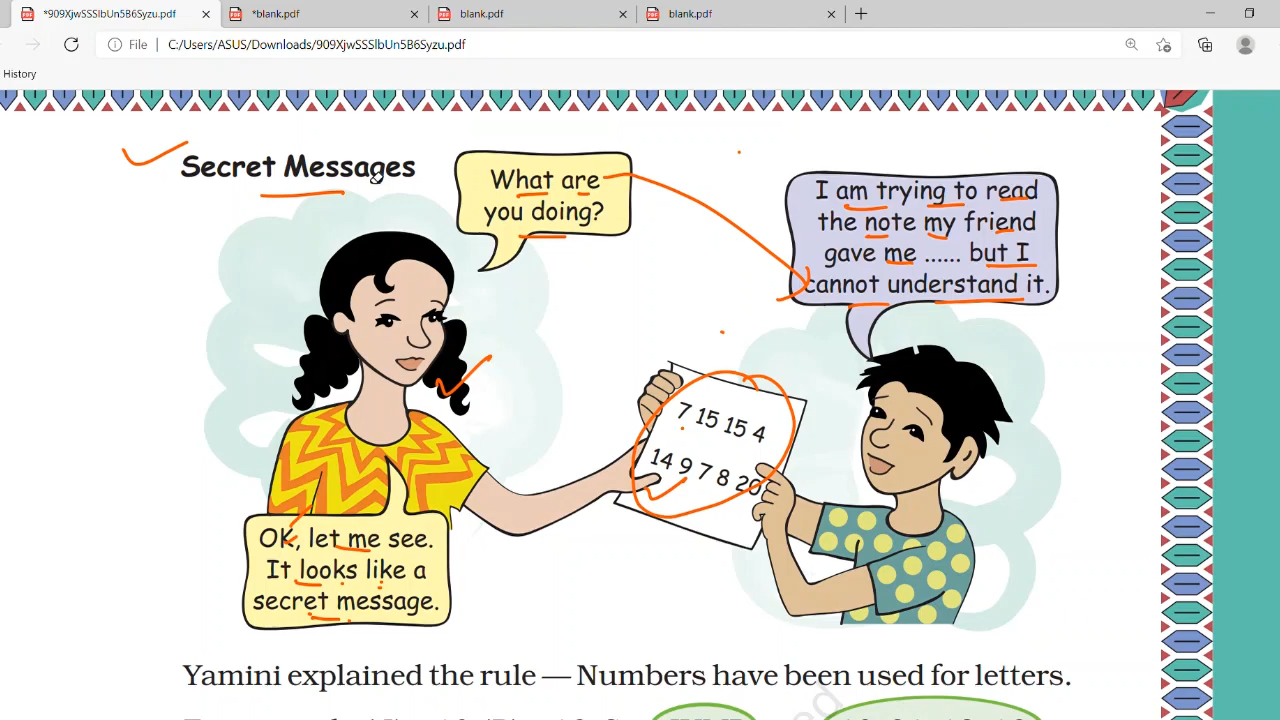 *909XjwSSSlbUn5B6Syzu.pdf
*blank.pdf
blank.pdf
blank.pdf
File
C:/Users/ASUS/Downloads/909XjwSSSlbUn5B6Syzu.pdf
History
Secret Messages
What are
you doing?
I am trying to read
the note my friend
gave me ...... but I
cannot understand it.
7 15 15 4
14 9 7 8 20
OK, let me see.
It looks like a
secret message.
Yamini explained the rule — Numbers have been used for letters.